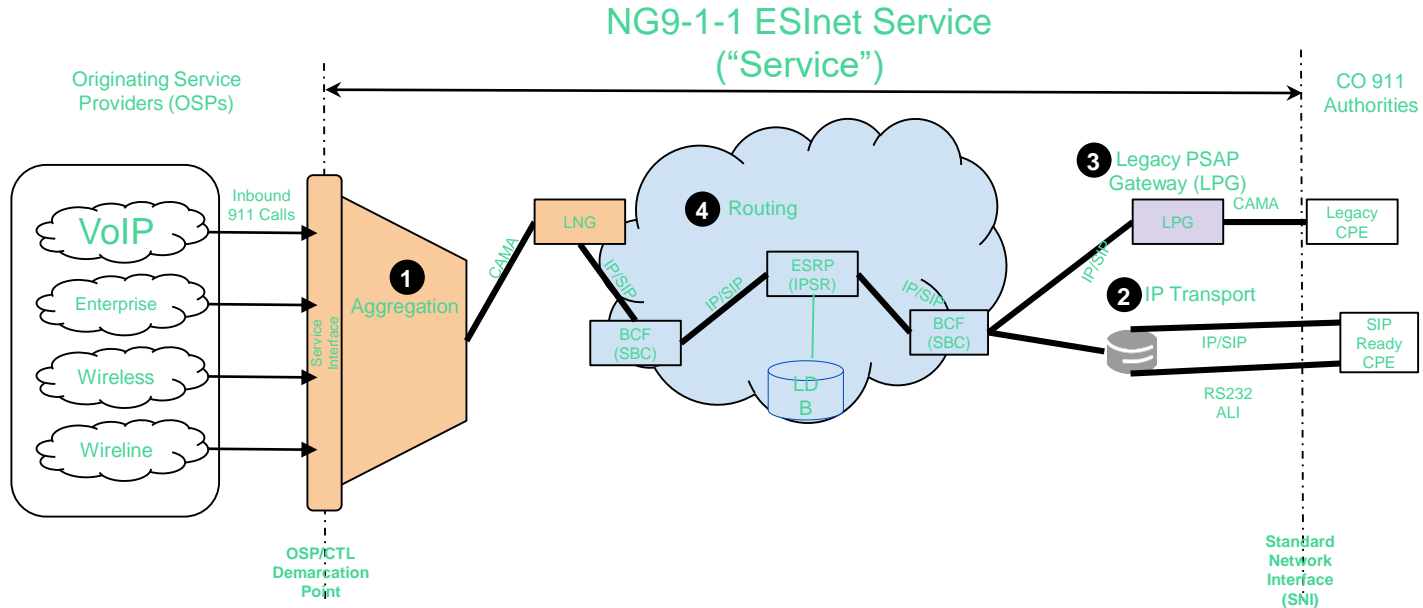 NG9-1-1 ESInet Service
(“Service”)
Originating Service
Providers (OSPs)
CO 911
Authorities
Inbound
911 Calls
VoIP
Enterprise
Wireless
Wireline
Service
Interface
1
Aggregation
CAMA
LNG
IP/SIP
BCF
(SBC)
IP/SIP
4
Routing
ESRP
(IPSR)
LD
B
IP/SIP
BCF
(SBC)
IP/SIP
3
Legacy PSAP
Gateway (LPG)
LPG
CAMA
Legacy
CPE
2
IP Transport
IP/SIP
SIP
Ready
CPE
RS232
ALI
OSP/CTL
Demarcation
Point
Standard
Network
Interface
(SNI)